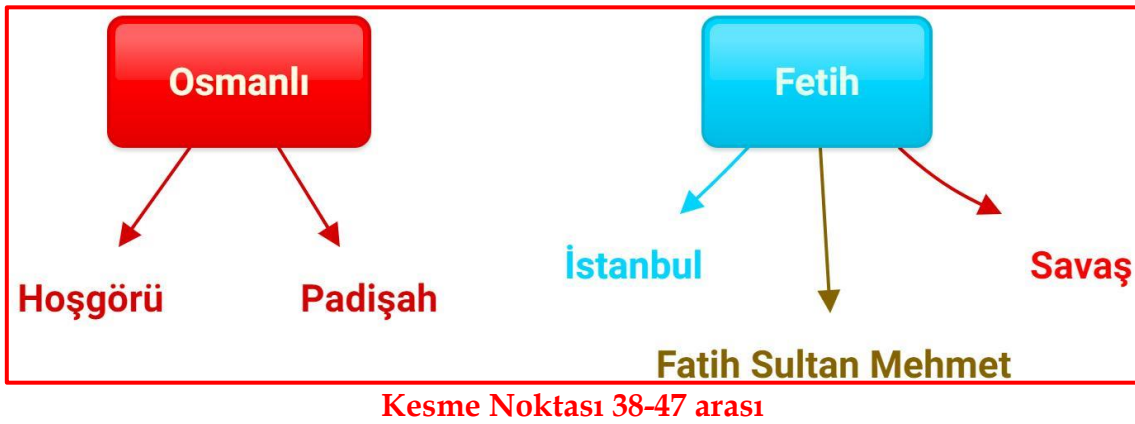 Osmanlı
Fetih
Hoşgörü
Padişah
İstanbul
Savaş
Fatih Sultan Mehmet
Kesme Noktası 38-47 arası